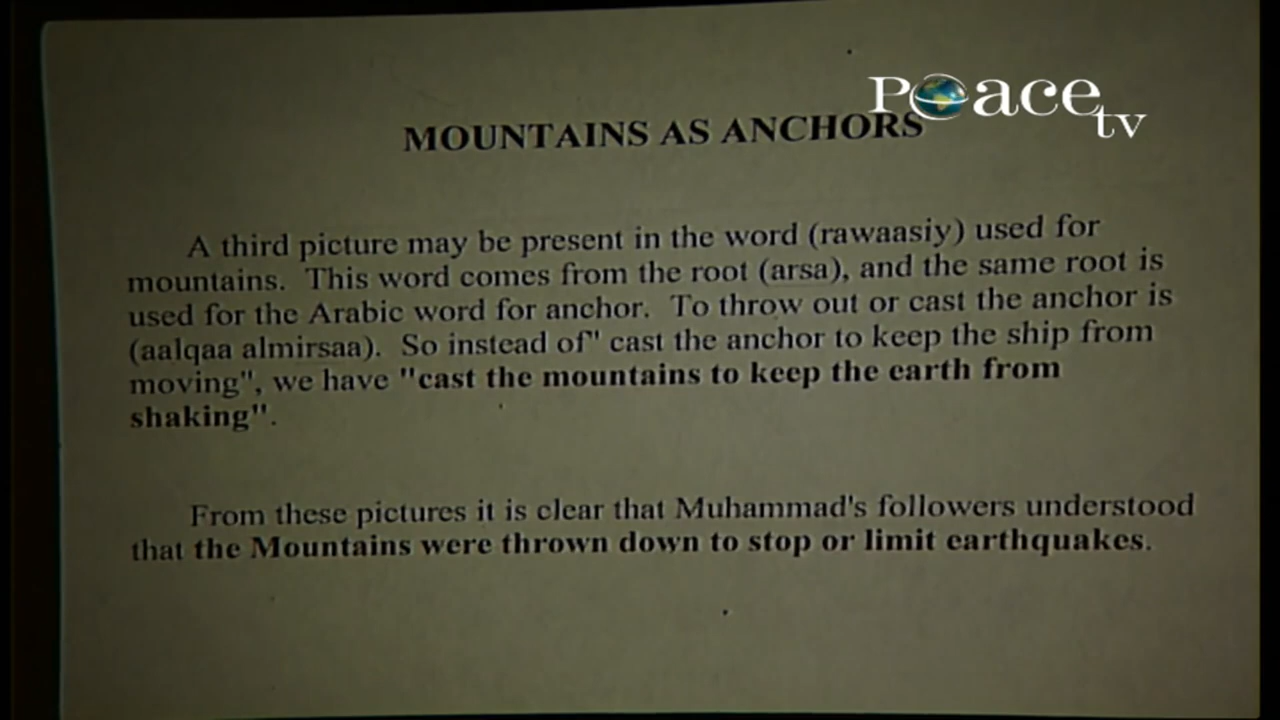 Peace tv
MOUNTAINS AS ANCHORS
A third picture may be present in the word (rawaasiy) used for
mountains. This word comes from the root (arsa), and the same root is
used for the Arabic word for anchor. To throw out or cast the anchor is
(aalqaa almirsaa). So instead of" cast the anchor to keep the ship from
moving", we have "cast the mountains to keep the earth from
shaking".
From these pictures it is clear that Muhammad's followers understood
that the Mountains were thrown down to stop or limit earthquakes.